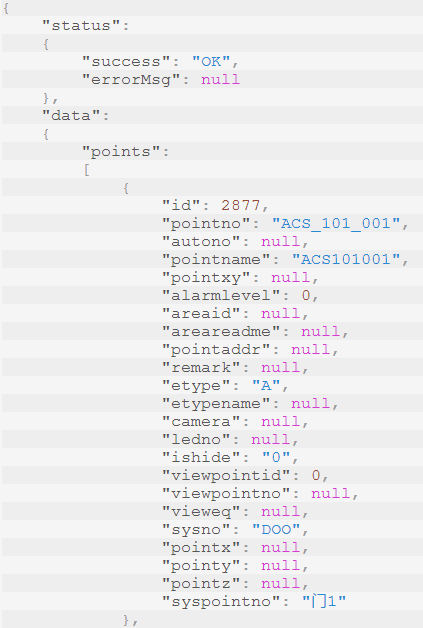 {
"status":
{
"success": "OK",
"errorMsg": null
},
"data":
{
"points":
[
{
"id": 2877,
"pointno": "ACS_101_001",
"autono": null,
"pointname": "ACS101001",
"pointxy": null,
"alarmlevel": 0,
"areaid": null,
"areareadme": null,
"pointaddr": null,
"remark": null,
"etype": "A",
"etypename": null,
"camera": null,
"ledno": null,
"ishide": "0",
"viewpointid": 0,
"viewpointno": null,
"vieweq": null,
"sysno": "DOO",
"pointx": null,
"pointy": null,
"pointz": null,
"syspointno": "门1"
},